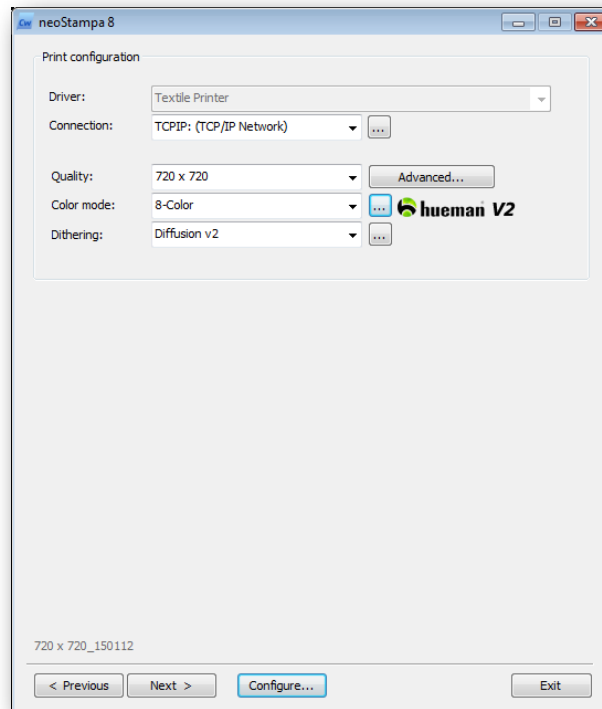 Cw neoStampa 8
Print configuration
Driver: Textile Printer
Connection: TCPIP: (TCP/IP Network) ...
Quality: 720 x 720 Advanced...
Color mode: 8-Color ... hueman V2
Dithering: Diffusion v2 ...
720 x 720_150112
< Previous Next > Configure... Exit